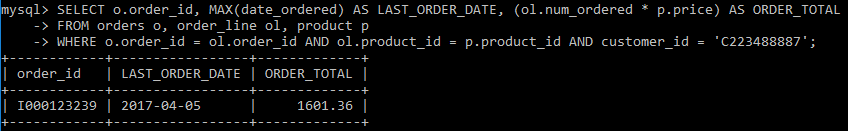 mysql> SELECT o.order_id, MAX(date_ordered) AS LAST_ORDER_DATE, (ol.num_ordered * p.price) AS ORDER_TOTAL
    -> FROM orders o, order_line ol, product p
    -> WHERE o.order_id = ol.order_id AND ol.product_id = p.product_id AND customer_id = 'C223488887';
+------------+-----------------+-------------+
| order_id   | LAST_ORDER_DATE | ORDER_TOTAL |
+------------+-----------------+-------------+
| I000123239 | 2017-04-05      |     1601.36 |
+------------+-----------------+-------------+